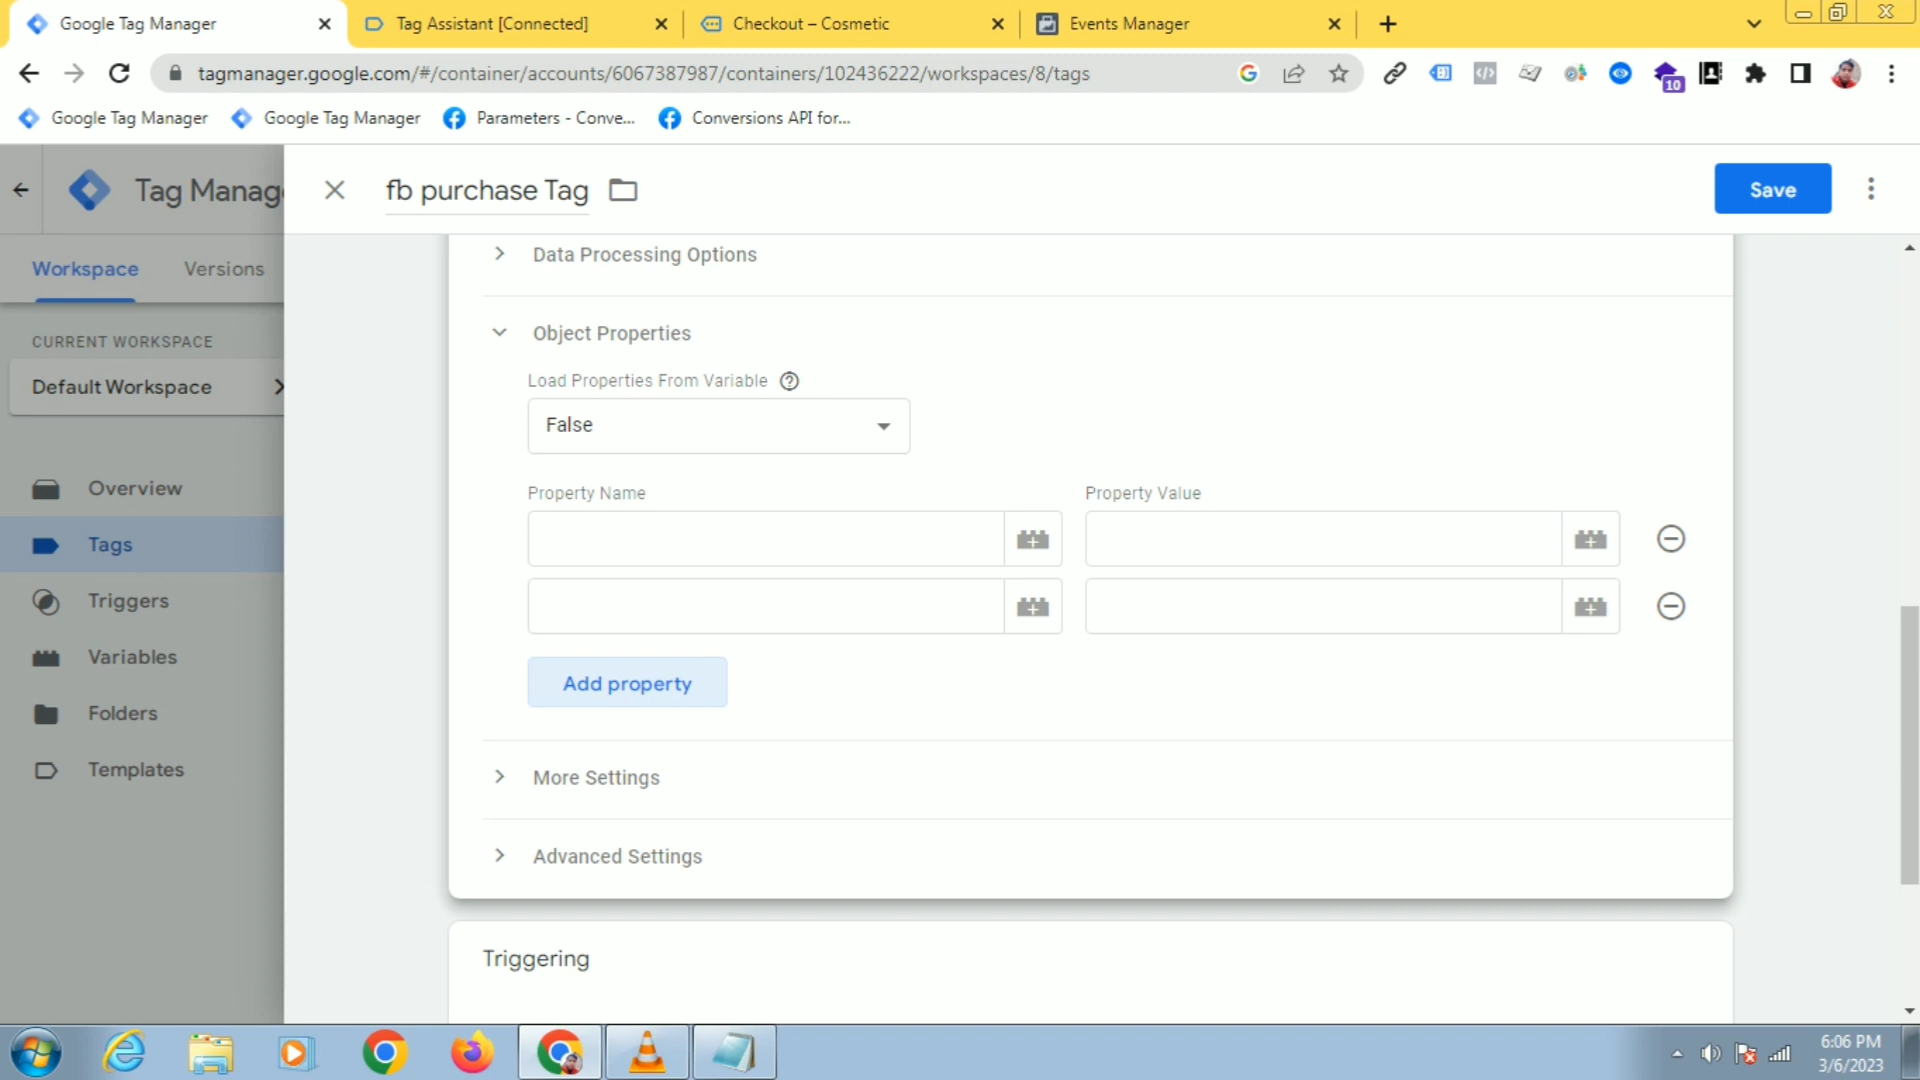 Google Tag Manager
Tag Assistant [Connected]
Checkout – Cosmetic
Events Manager
tagmanager.google.com/#/container/accounts/6067387987/containers/102436222/workspaces/8/tags
10
Google Tag Manager
Google Tag Manager
Parameters - Conve...
Conversions API for...
Tag Manag
fb purchase Tag
Save
Workspace
Versions
Data Processing Options
CURRENT WORKSPACE
Default Workspace
Object Properties
Load Properties From Variable
False
Property Name
Property Value
Overview
Tags
Triggers
Variables
Folders
Templates
Add property
More Settings
Advanced Settings
Triggering
6:06 PM
3/6/2023